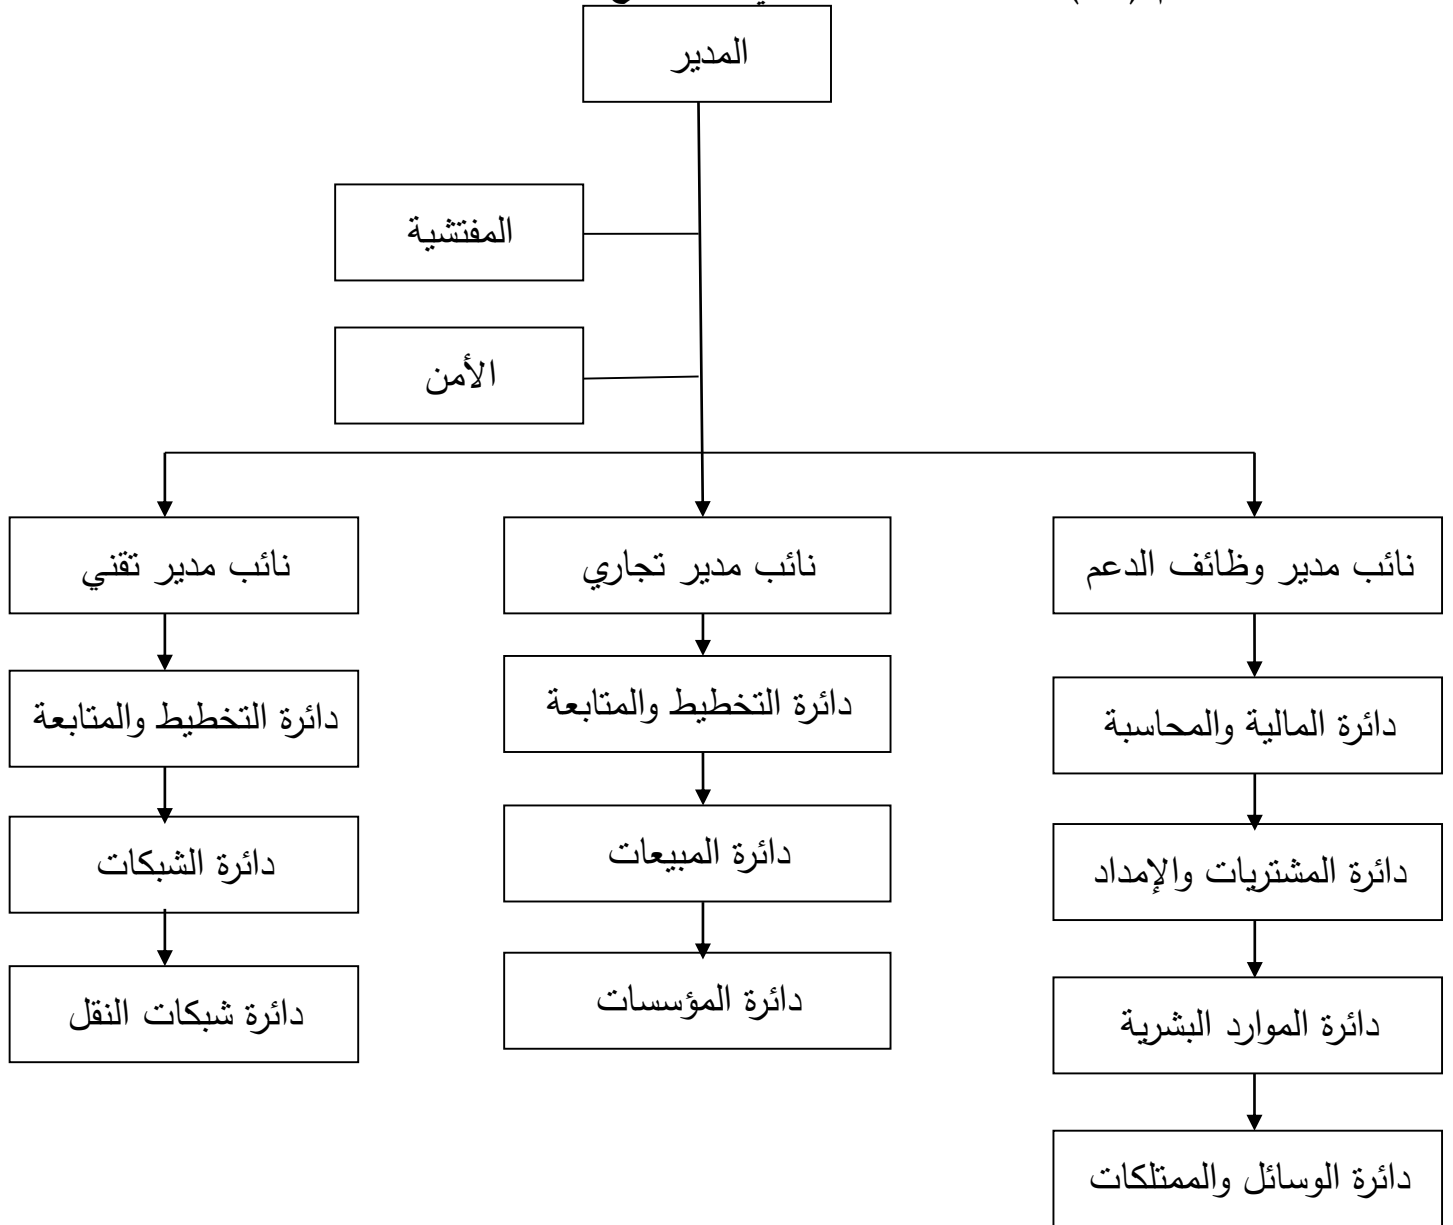 المدير
المفتشية
الأمن
نائب مدير وظائف الدعم
نائب مدير تجاري
نائب مدير تقني
دائرة المالية والمحاسبة
دائرة التخطيط والمتابعة
دائرة التخطيط والمتابعة
دائرة المشتريات والإمداد
دائرة المبيعات
دائرة الشبكات
دائرة الموارد البشرية
دائرة المؤسسات
دائرة شبكات النقل
دائرة الوسائل والممتلكات